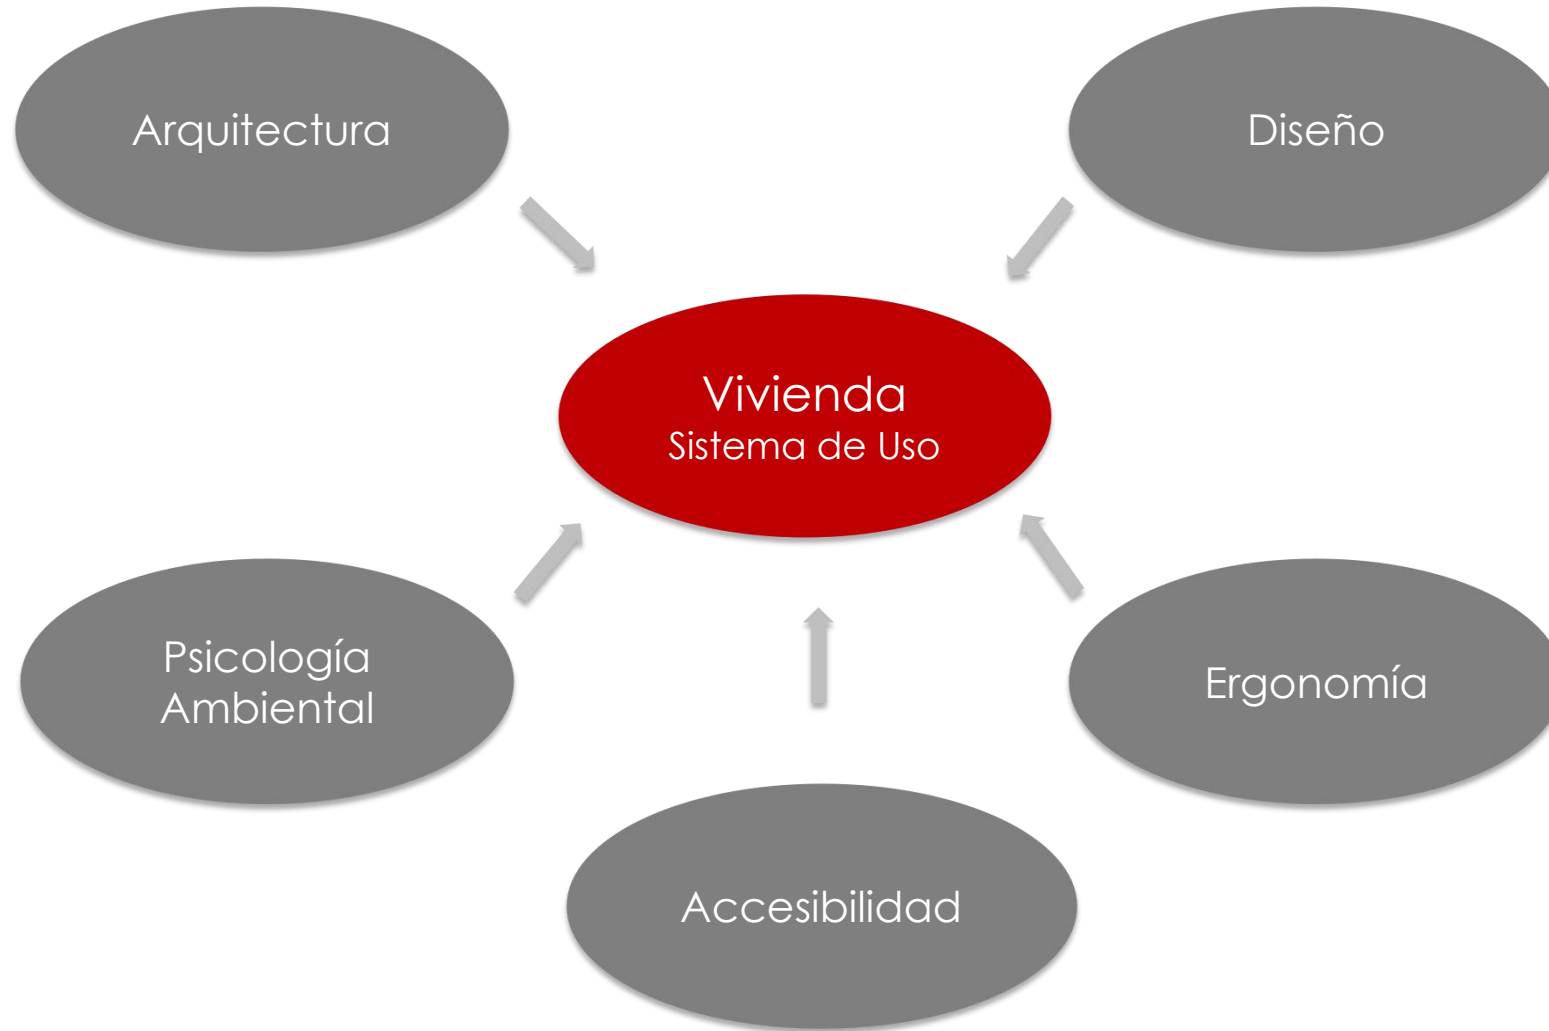 Arquitectura
Diseño
Vivienda
Sistema de Uso
Psicología
Ambiental
Ergonomía
Accesibilidad